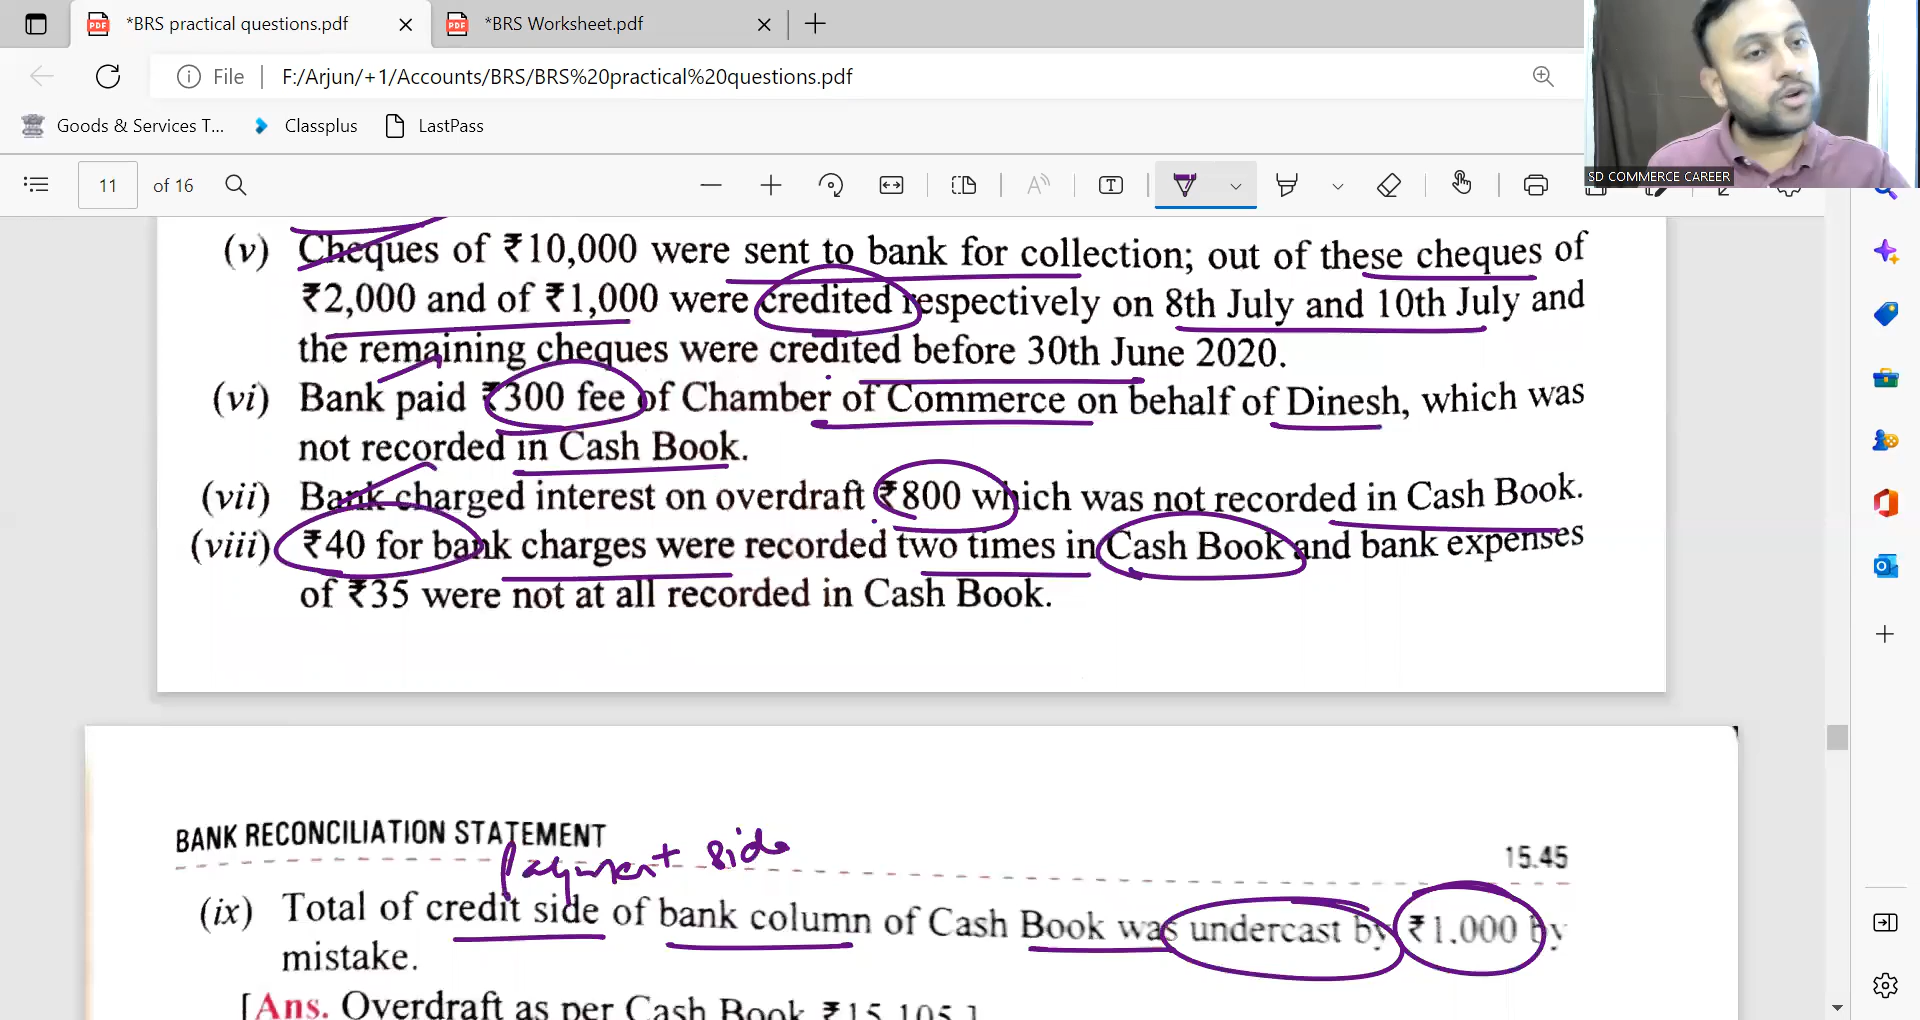 *BRS practical questions.pdf
*BRS Worksheet.pdf
File F:/Arjun/+1/Accounts/BRS/BRS%20practical%20questions.pdf
Goods & Services T... Classplus LastPass
11 of 16
SD COMMERCE CAREER
(v) Cheques of ₹10,000 were sent to bank for collection; out of these cheques of
₹2,000 and of ₹1,000 were credited respectively on 8th July and 10th July and
the remaining cheques were credited before 30th June 2020.
(vi) Bank paid ₹300 fee of Chamber of Commerce on behalf of Dinesh, which was
not recorded in Cash Book.
(vii) Bank charged interest on overdraft ₹800 which was not recorded in Cash Book.
(viii) ₹40 for bank charges were recorded two times in Cash Book and bank expenses
of ₹35 were not at all recorded in Cash Book.
BANK RECONCILIATION STATEMENT
Payment side
15.45
(ix) Total of credit side of bank column of Cash Book was undercast by ₹1,000 by
mistake.
[Ans. Overdraft as per Cash Book ₹15,105.]